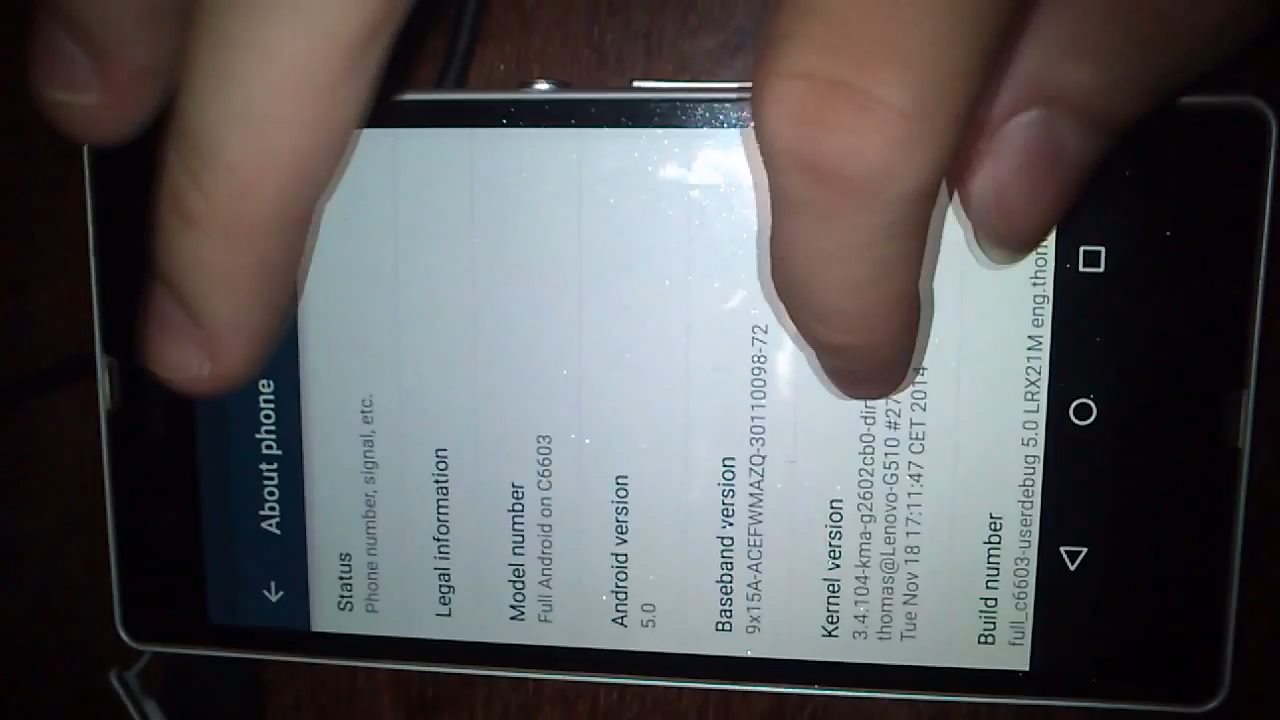 About phone
Status
Phone number, signal, etc.
Legal information
Model number
Full Android on C6603
Android version
5.0
Baseband version
9x15A-ACEFWMAZQ-30110098-72
Kernel version
3.4.104-kma-g2602cb0-dir
thomas@Lenovo-G510 #27
Tue Nov 18 17:11:47 CET 2014
Build number
full_c6603-userdebug 5.0 LRX21M eng.thom